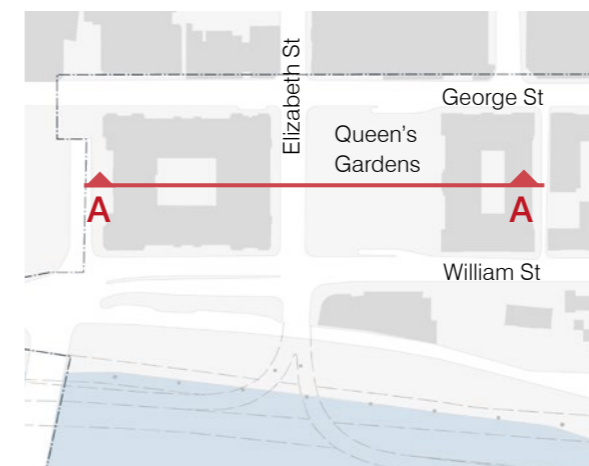 Elizabeth St
George St
Queen's
Gardens
A
A
William St